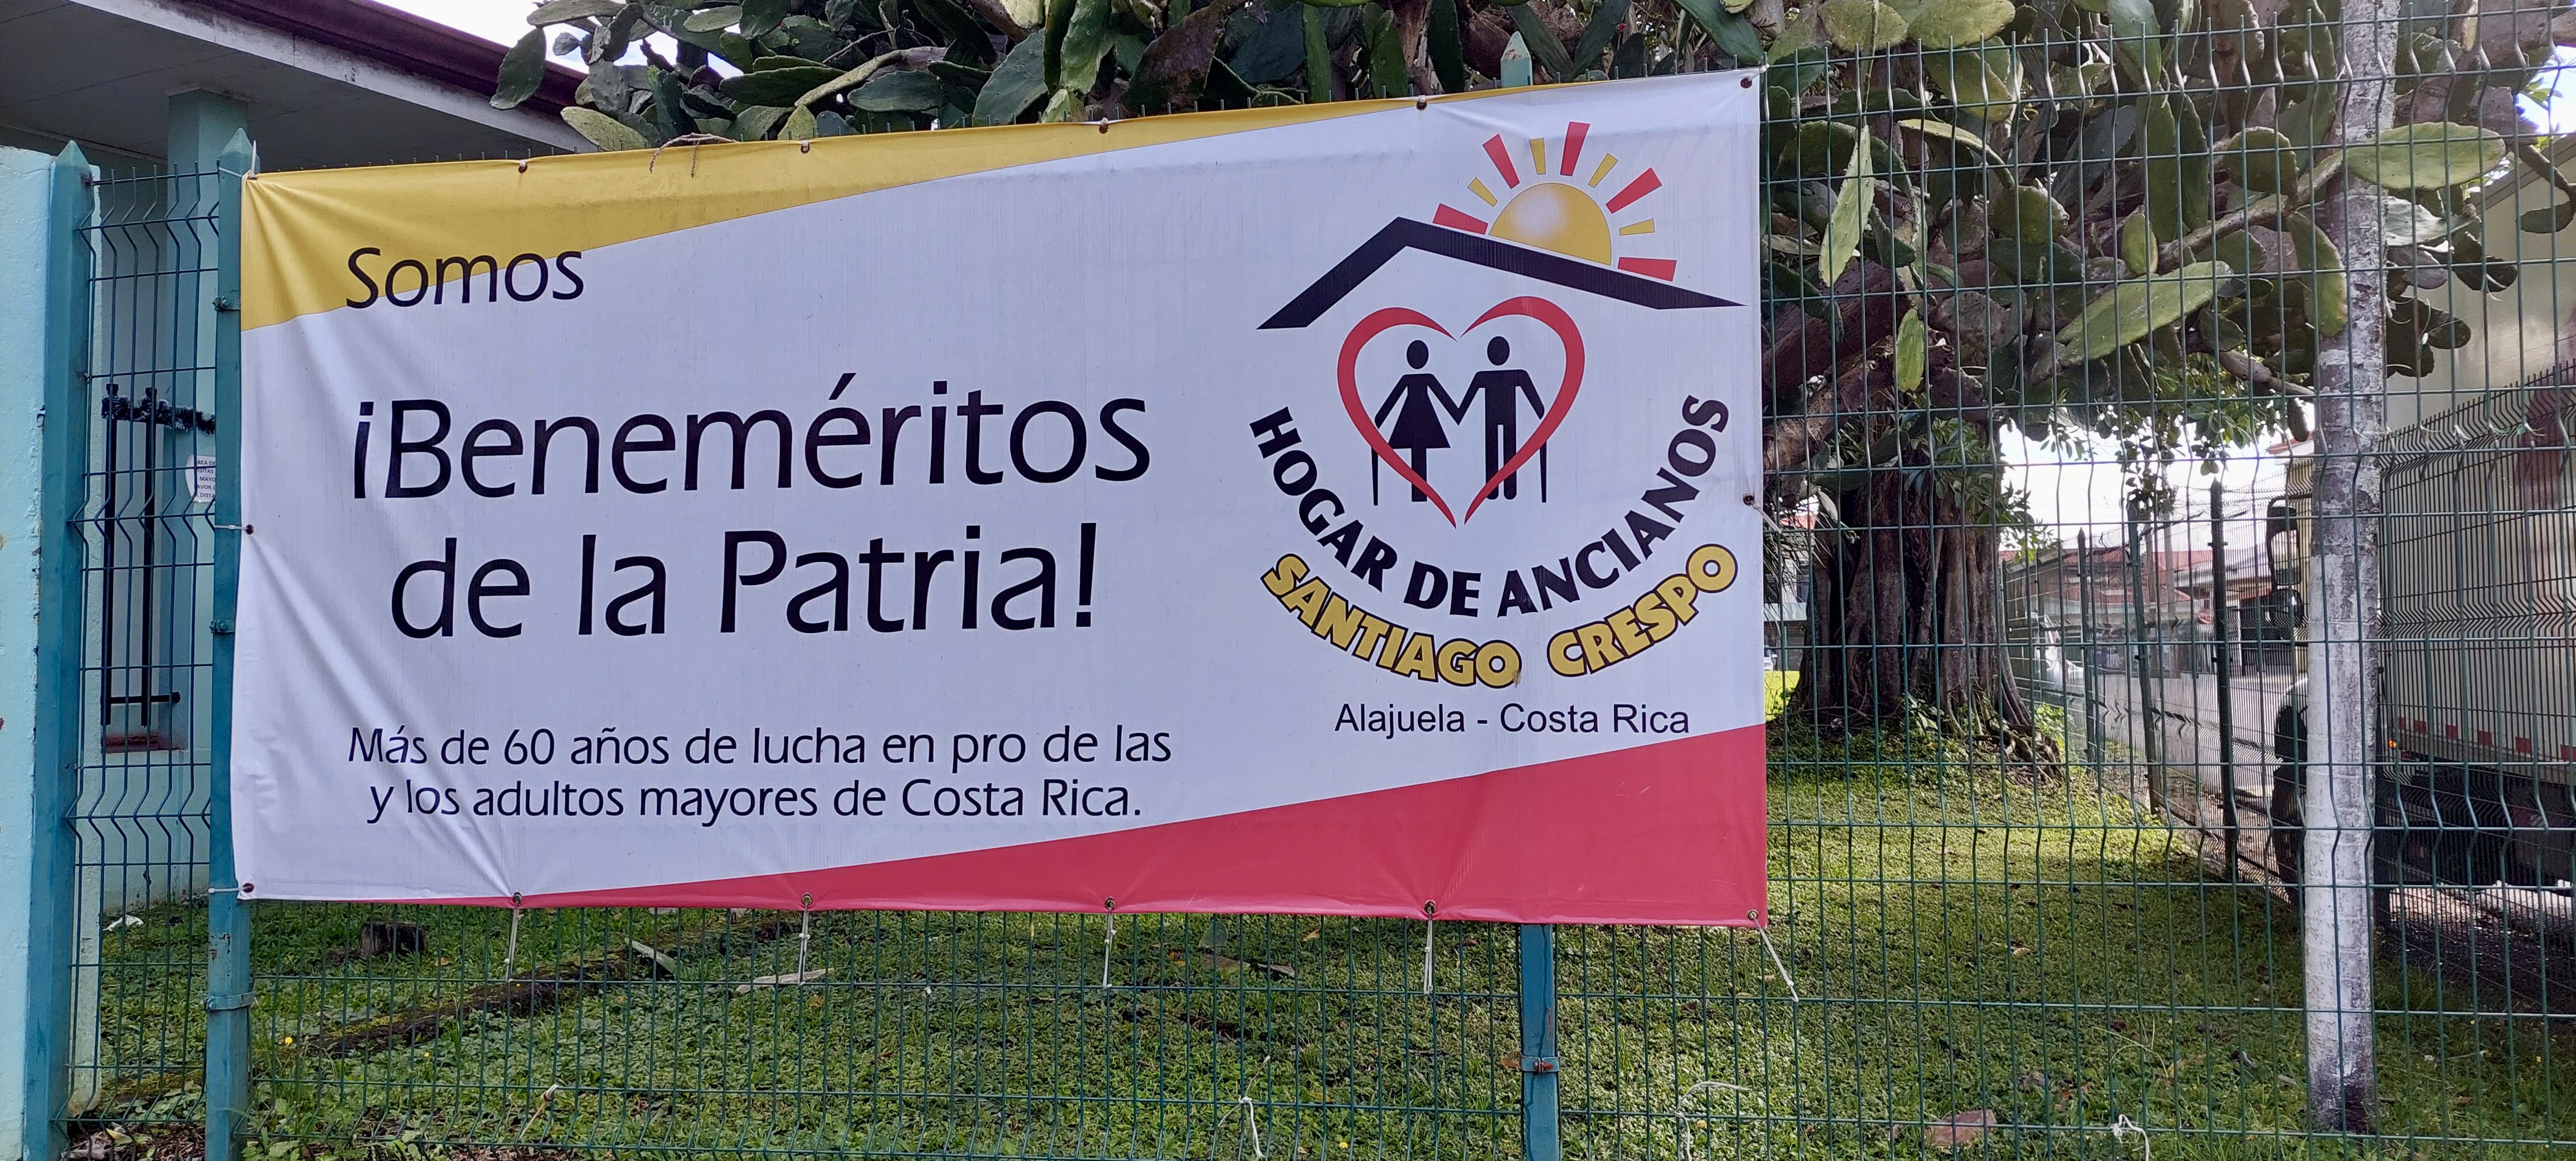 Somos
¡Beneméritos
de la Patria!
Más de 60 años de lucha en pro de las
y los adultos mayores de Costa Rica.
HOGAR DE ANCIANOS
SANTIAGO CRESPO
Alajuela - Costa Rica